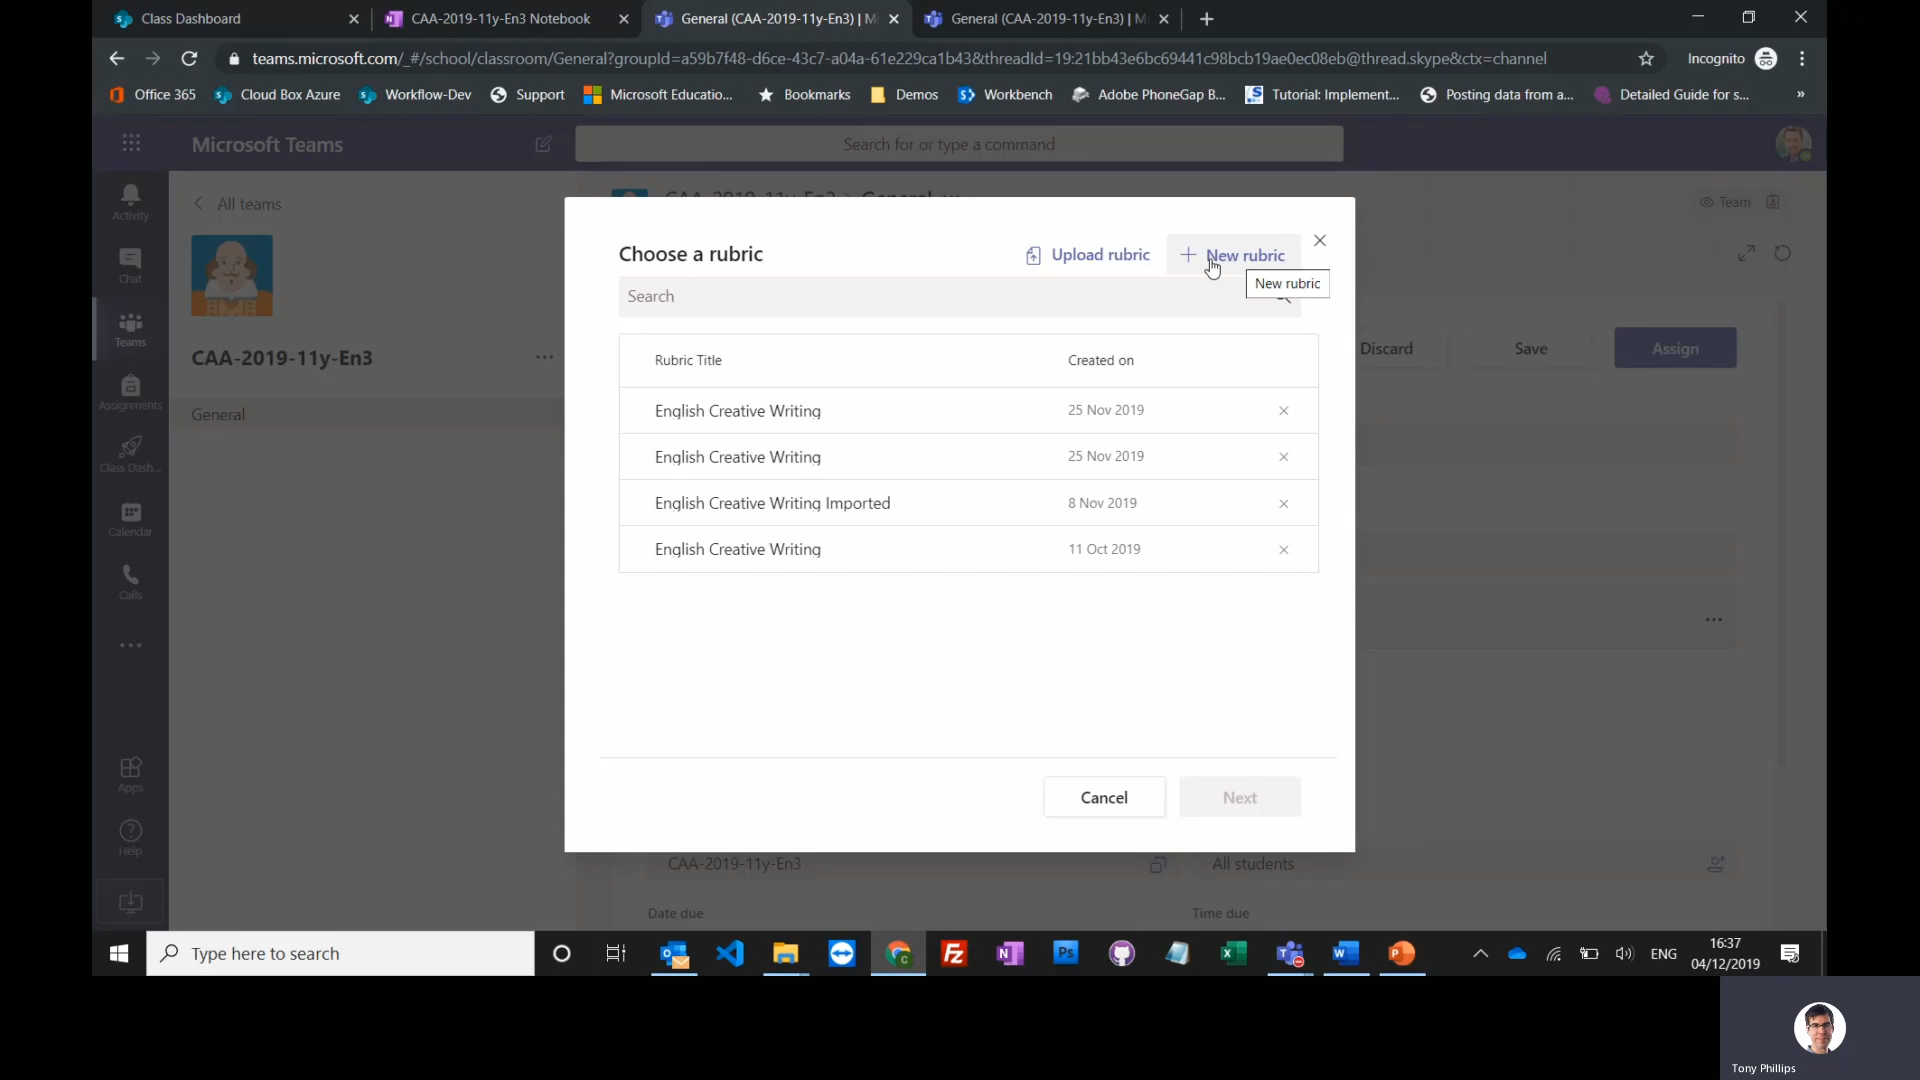 Class Dashboard
CAA-2019-11y-En3 Notebook
General (CAA-2019-11y-En3) | M
General (CAA-2019-11y-En3) | M
teams.microsoft.com/_#/school/classroom/General?groupId=a59b7f48-d6ce-43c7-a04a-61e229ca1b43&threadId=19:21bb43e6bc69441c98bcb19ae0ec08eb@thread.skype&ctx=channel
Incognito
Office 365
Cloud Box Azure
Workflow-Dev
Support
Microsoft Educatio...
Bookmarks
Demos
Workbench
Adobe PhoneGap B...
Tutorial: Implement...
Posting data from a...
Detailed Guide for s...
»
Microsoft Teams
Search for or type a command
Activity
Chat
Teams
Assignments
Class Dash...
Calendar
Calls
Apps
Help
All teams
CAA-2019-11y-En3
General
CAA-2019-11y-En3 > General
Team
Discard
Save
Assign
Choose a rubric
Upload rubric
New rubric
New rubric
Search
Rubric Title Created on
English Creative Writing 25 Nov 2019
English Creative Writing 25 Nov 2019
English Creative Writing Imported 8 Nov 2019
English Creative Writing 11 Oct 2019
Cancel
Next
CAA-2019-11y-En3
All students
Date due
Time due
Type here to search
ENG
16:37
04/12/2019
Tony Phillips